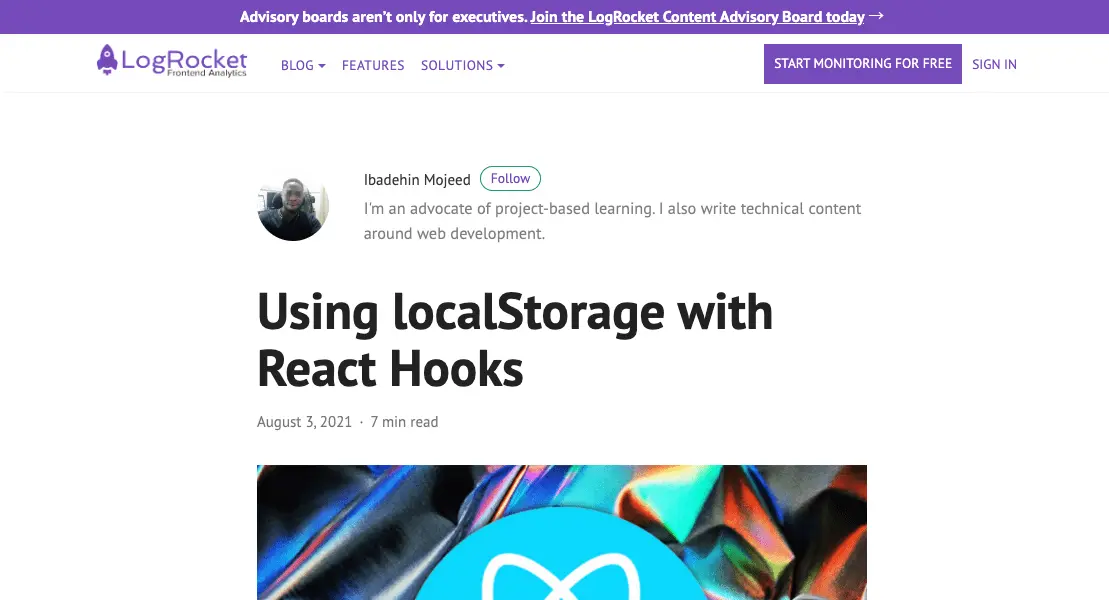 Advisory boards aren’t only for executives. Join the LogRocket Content Advisory Board today →
LogRocket
Frontend Analytics
BLOG
FEATURES
SOLUTIONS
START MONITORING FOR FREE
SIGN IN
Ibadehin Mojeed
Follow
I'm an advocate of project-based learning. I also write technical content
around web development.
Using localStorage with
React Hooks
August 3, 2021 · 7 min read